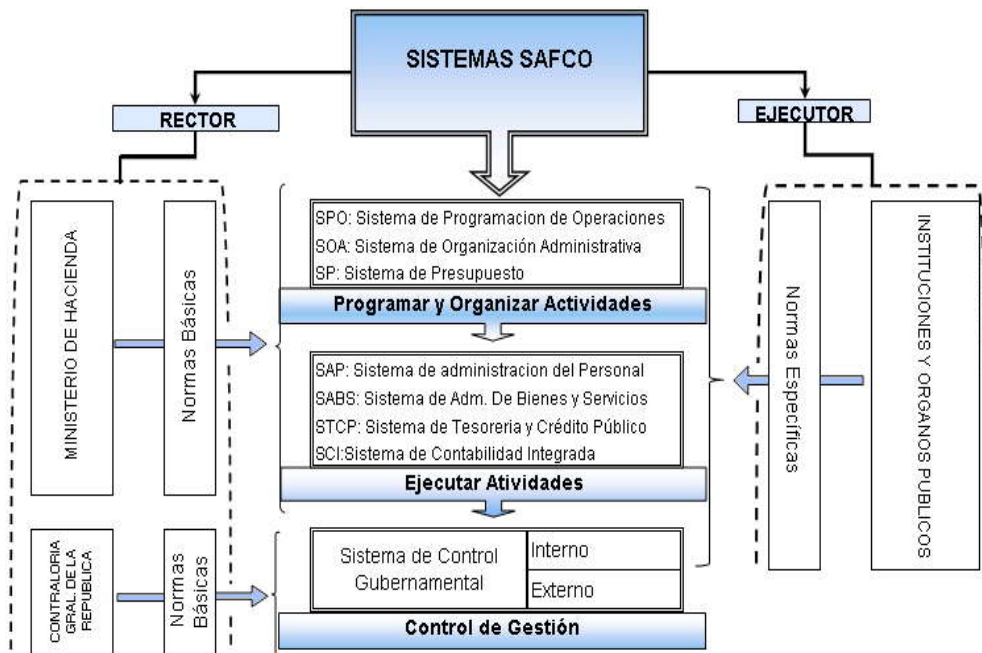 SISTEMAS SAFCO
RECTOR
EJECUTOR
MINISTERIO DE HACIENDA
Normas Básicas
SPO: Sistema de Programacion de Operaciones
SOA: Sistema de Organización Administrativa
SP: Sistema de Presupuesto
Programar y Organizar Actividades
SAP: Sistema de administracion del Personal
SABS: Sistema de Adm. De Bienes y Servicios
STCP: Sistema de Tesoreria y Crédito Público
SCI:Sistema de Contabilidad Integrada
Ejecutar Atividades
Normas Específicas
INSTITUCIONES Y ORGANOS PUBLICOS
CONTRALORIA
GRAL. DE LA
REPUBLICA
Normas
Básicas
Sistema de Control
Gubernamental
Interno
Externo
Control de Gestión